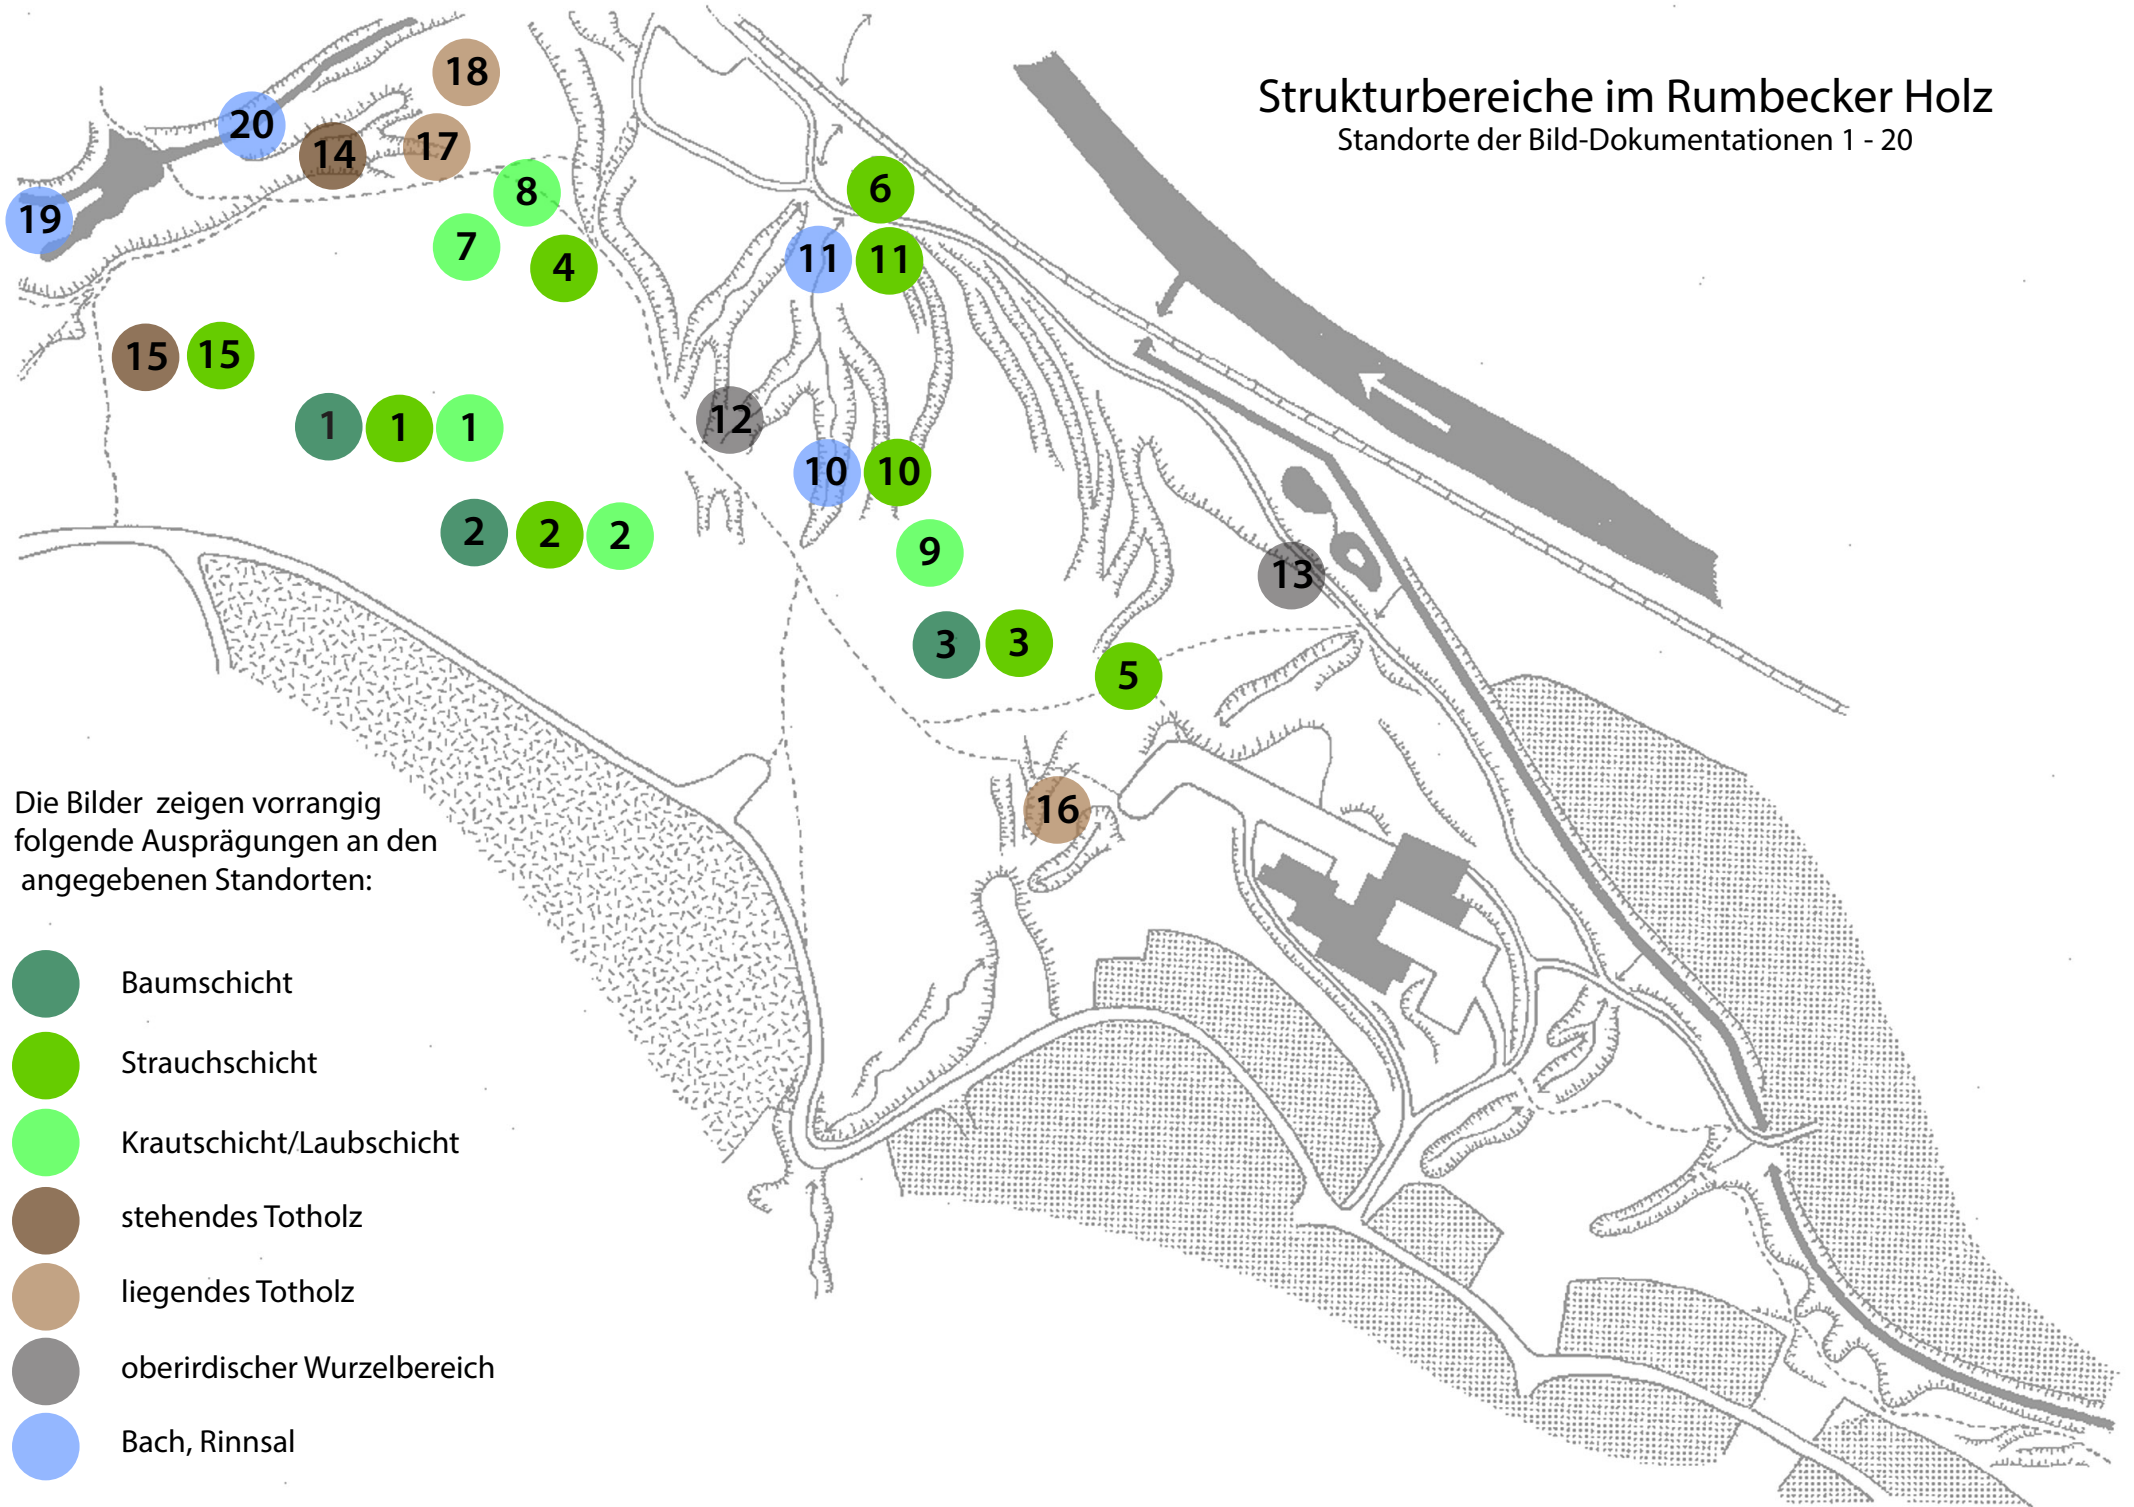 Strukturbereiche im Rumbecker Holz
Standorte der Bild-Dokumentationen 1 - 20
18
20
14
17
8
6
19
7
4
11
11
15
15
1
1
1
12
10
10
2
2
2
9
13
3
3
5
16
Die Bilder zeigen vorrangig
folgende Ausprägungen an den
angegebenen Standorten:
Baumschicht
Strauchschicht
Krautschicht/Laubschicht
stehendes Totholz
liegendes Totholz
oberirdischer Wurzelbereich
Bach, Rinnsal